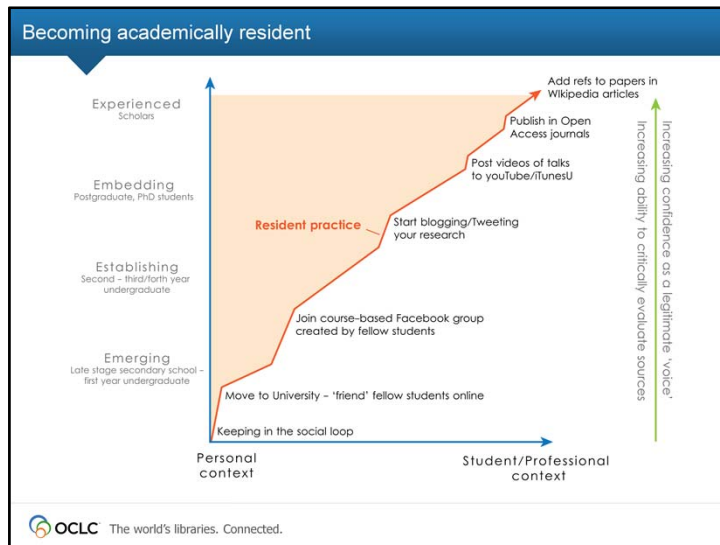 Becoming academically resident
Experienced
Scholars
Embedding
Postgraduate, PhD students
Establishing
Second – third/forth year
undergraduate
Emerging
Late stage secondary school –
first year undergraduate
Add refs to papers in
WIkipedia articles
Publish in Open
Access journals
Post videos of talks
to youTube/iTunesU
Resident practice
Start blogging/Tweeting
your research
Join course-based Facebook group
created by fellow students
Move to University – 'friend' fellow students online
Keeping in the social loop
Personal
context
Student/Professional
context
Increasing ability to critically evaluate sources
Increasing confidence as a legitimate 'voice'
OCLC
The world's libraries. Connected.